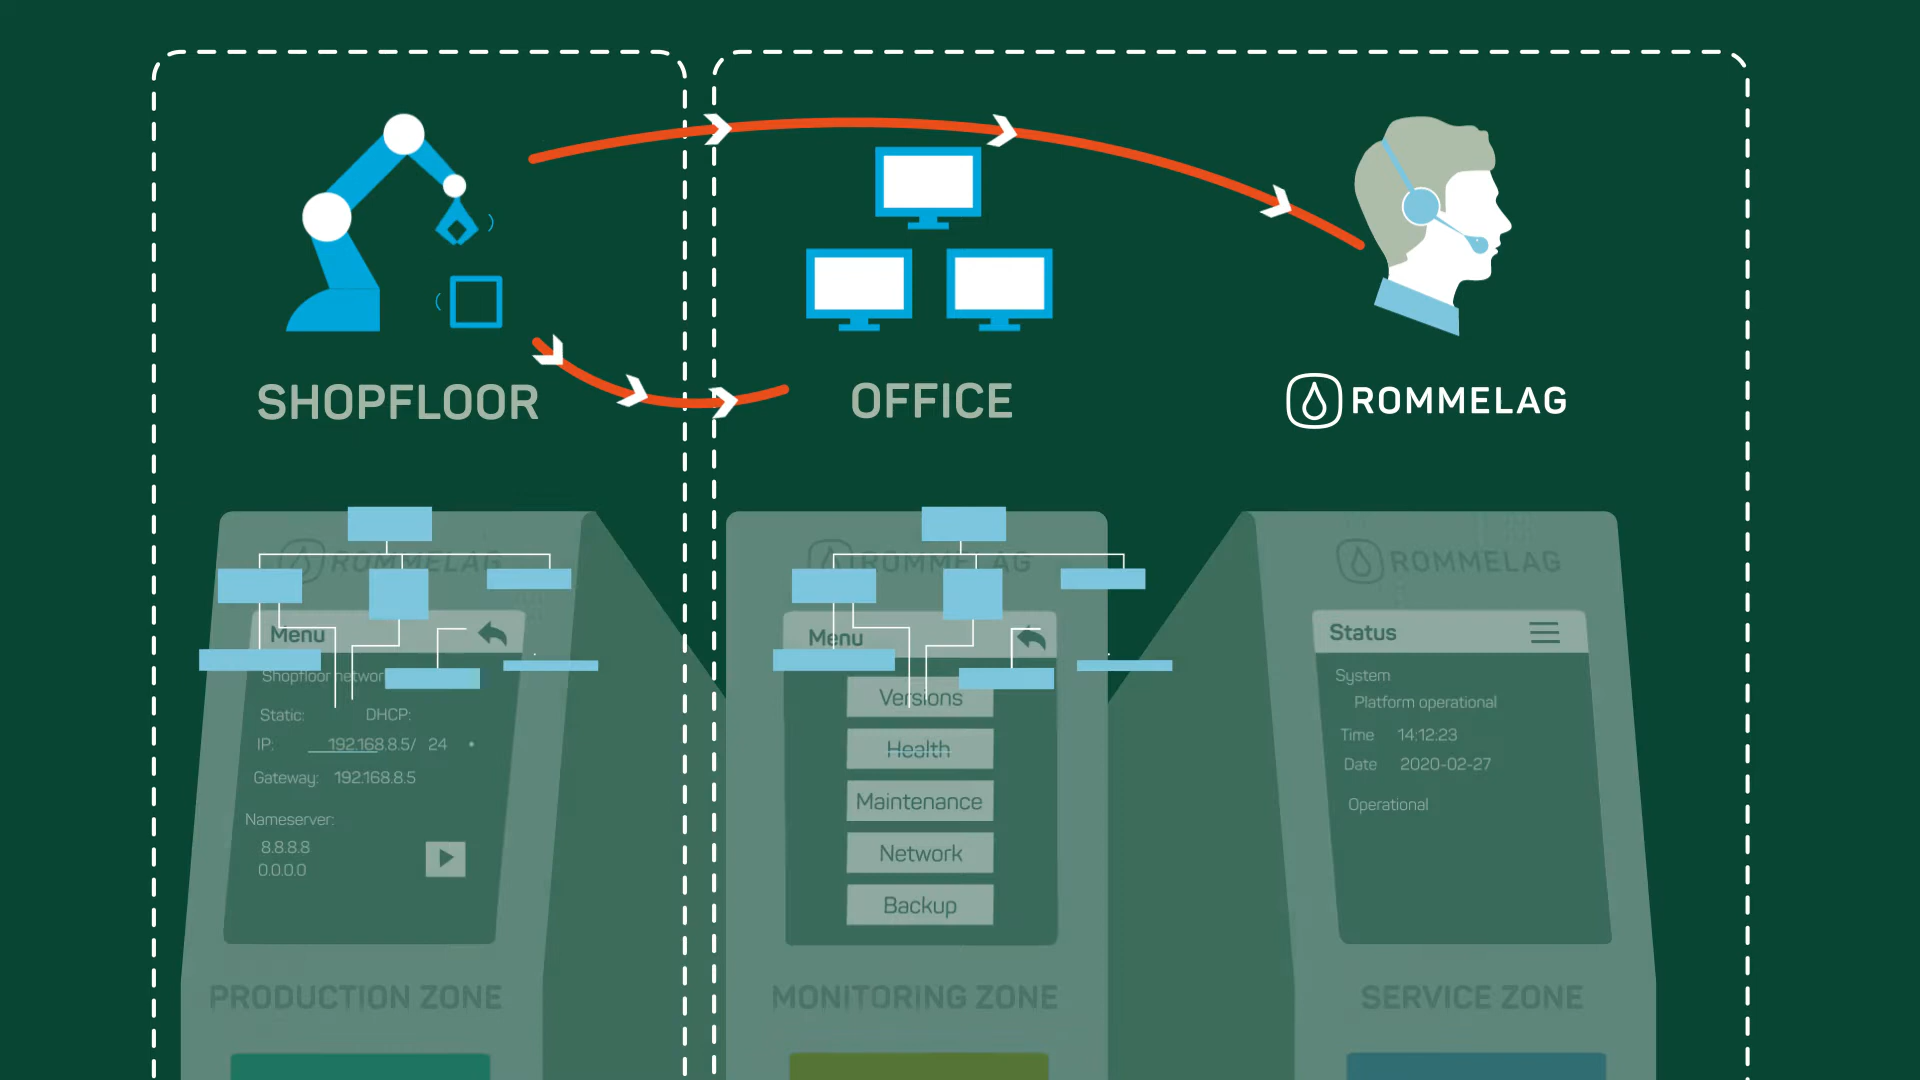 SHOPFLOOR
OFFICE
ROMMELAG
ROMMELAG
Menu
Shopfloor networ
Static: DHCP:
IP: 192.168.8.5/ 24
Gateway: 192.168.8.5
Nameserver:
8.8.8.8
0.0.0.0
PRODUCTION ZONE
ROMMELAG
Menu
Versions
Health
Maintenance
Network
Backup
MONITORING ZONE
ROMMELAG
Status
System
Platform operational
Time 14:12:23
Date 2020-02-27
Operational
SERVICE ZONE